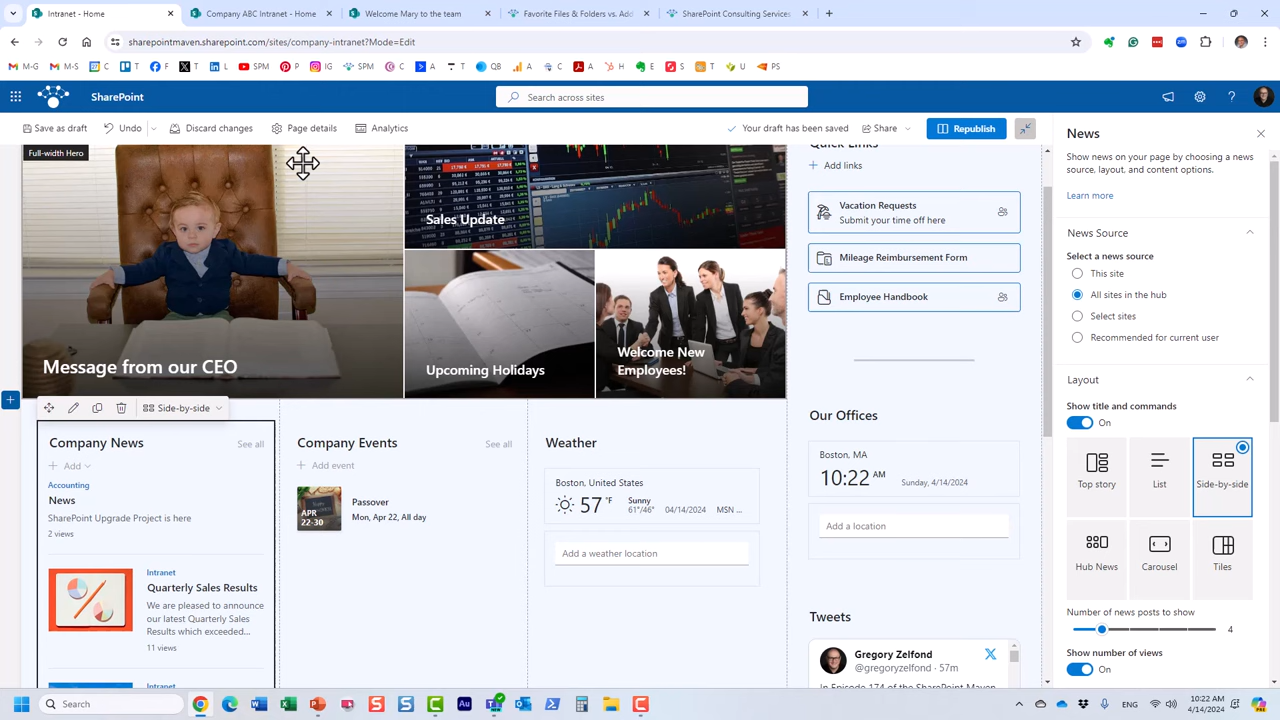 Home - Intranet
Company ABC Intranet - Home
Welcome Mary to the team
Favorite Files & Folders vs. Add
SharePoint Consulting Services
sharepointmaven.sharepoint.com/sites/company-intranet?Mode=Edit
M-G
M-S
C
T
F
T
L
SPM
P
IG
SPM
C
A
T
QB
A
C
A
H
E
S
T
U
PS
SharePoint
Search across sites
Save as draft
Undo
Discard changes
Page details
Analytics
Your draft has been saved
Share
Republish
Full-width Hero
Message from our CEO
Sales Update
Upcoming Holidays
Welcome New
Employees!
Quick Links
Add links
Vacation Requests
Submit your time off here
Mileage Reimbursement Form
Employee Handbook
Side-by-side
Company News
See all
Add
Accounting
News
SharePoint Upgrade Project is here
2 views
Intranet
Quarterly Sales Results
We are pleased to announce
our latest Quarterly Sales
Results which exceeded...
11 views
Intranet
Company Events
See all
Add event
APR
22-30
Passover
Mon, Apr 22, All day
Weather
Boston, United States
57 °F
Sunny
61°/46°
04/14/2024
MSN ...
Add a weather location
Our Offices
Boston, MA
10:22 AM
Sunday, 4/14/2024
Add a location
Tweets
Gregory Zelfond
@gregoryzelfond · 57m
In Episode 174 of the SharePoint Maven
News
Show news on your page by choosing a news
source, layout, and content options.
Learn more
News Source
Select a news source
This site
All sites in the hub
Select sites
Recommended for current user
Layout
Show title and commands
On
Top story
List
Side-by-side
Hub News
Carousel
Tiles
Number of news posts to show
4
Show number of views
On
Search
ENG
10:22 AM
4/14/2024